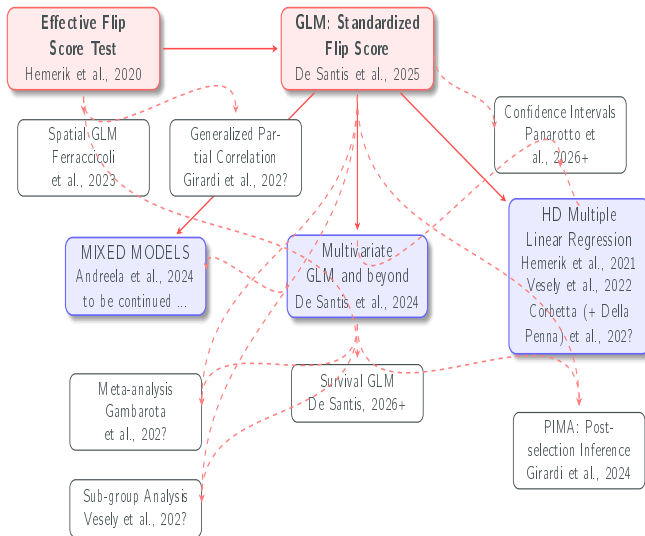 Effective Flip
Score Test
Hemerik et al., 2020
GLM: Standardized
Flip Score
De Santis et al., 2025
Spatial GLM
Ferraccioli
et al., 2023
Generalized Par-
tial Correlation
Girardi et al., 202?
Confidence Intervals
Panarotto et
al., 2026+
MIXED MODELS
Andreela et al., 2024
to be continued ...
Multivariate
GLM and beyond
De Santis et al., 2024
HD Multiple
Linear Regression
Hemerik et al., 2021
Vesely et al., 2022
Corbetta (+ Della
Penna) et al., 202?
Meta-analysis
Gambarota
et al., 202?
Survival GLM
De Santis, 2026+
PIMA: Post-
selection Inference
Girardi et al., 2024
Sub-group Analysis
Vesely et al., 202?